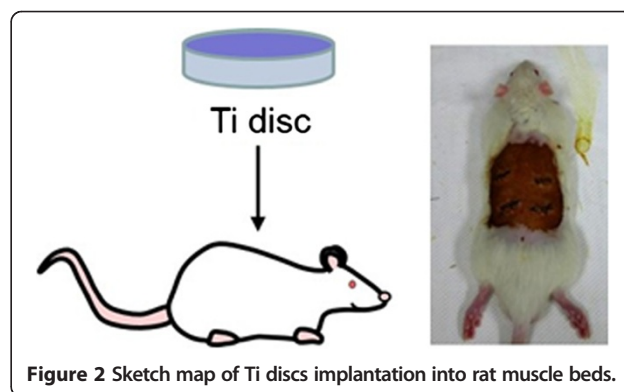 Ti disc
Figure 2 Sketch map of Ti discs implantation into rat muscle beds.